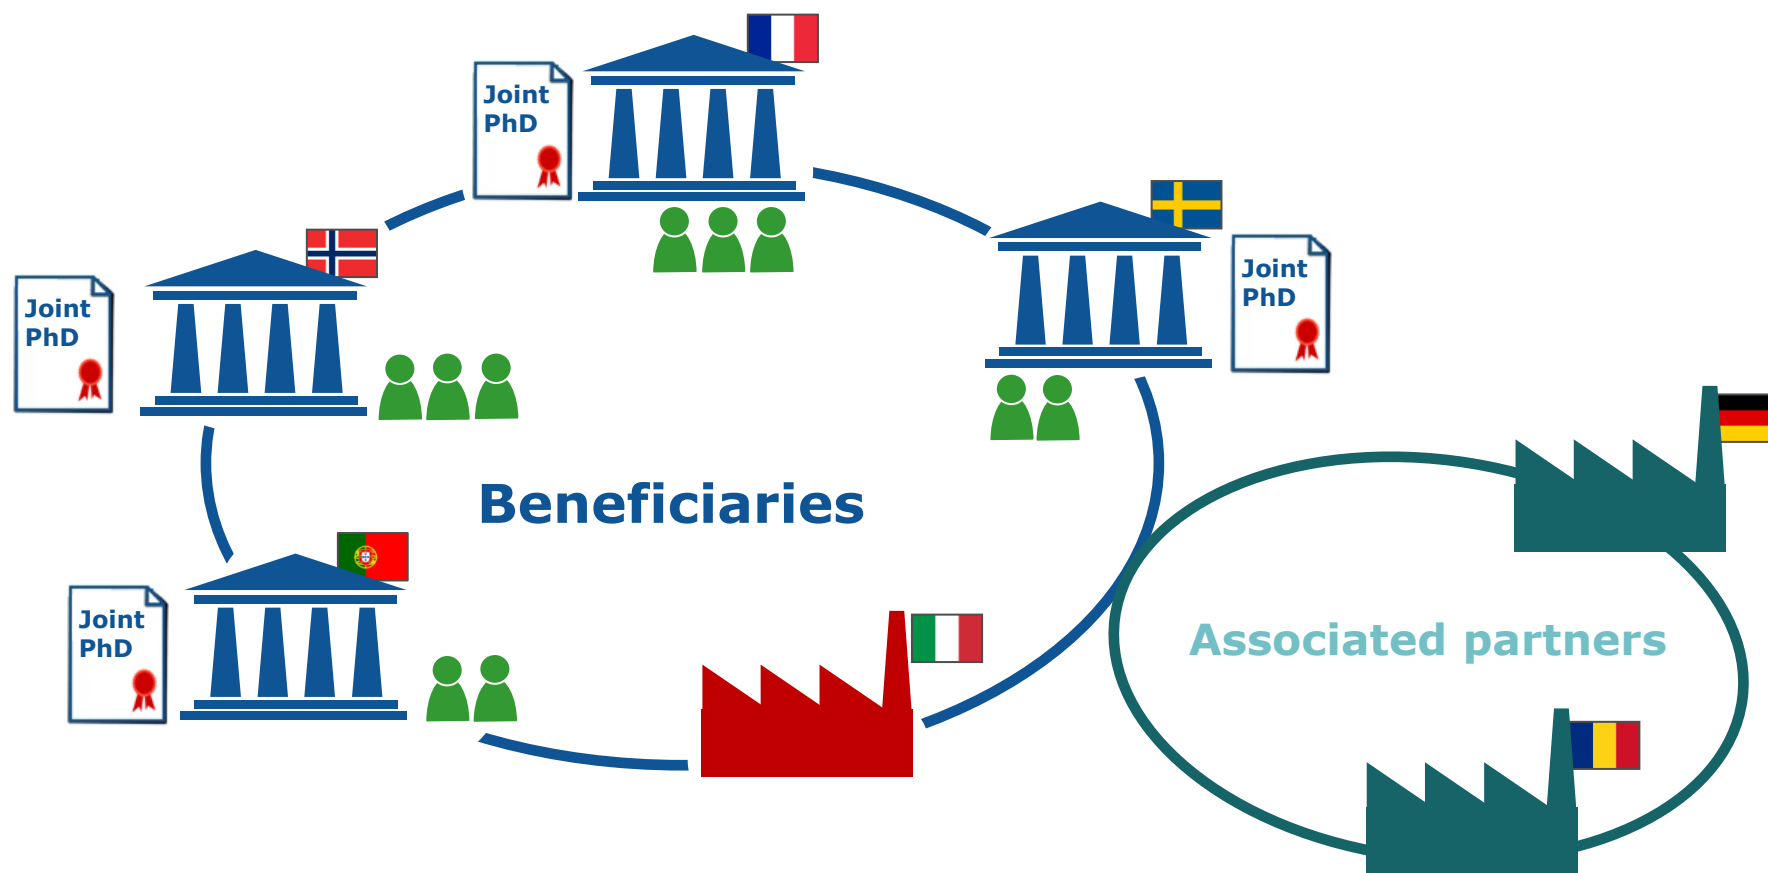 Joint
PhD
Joint
PhD
Joint
PhD
Beneficiaries
Joint
PhD
Associated partners